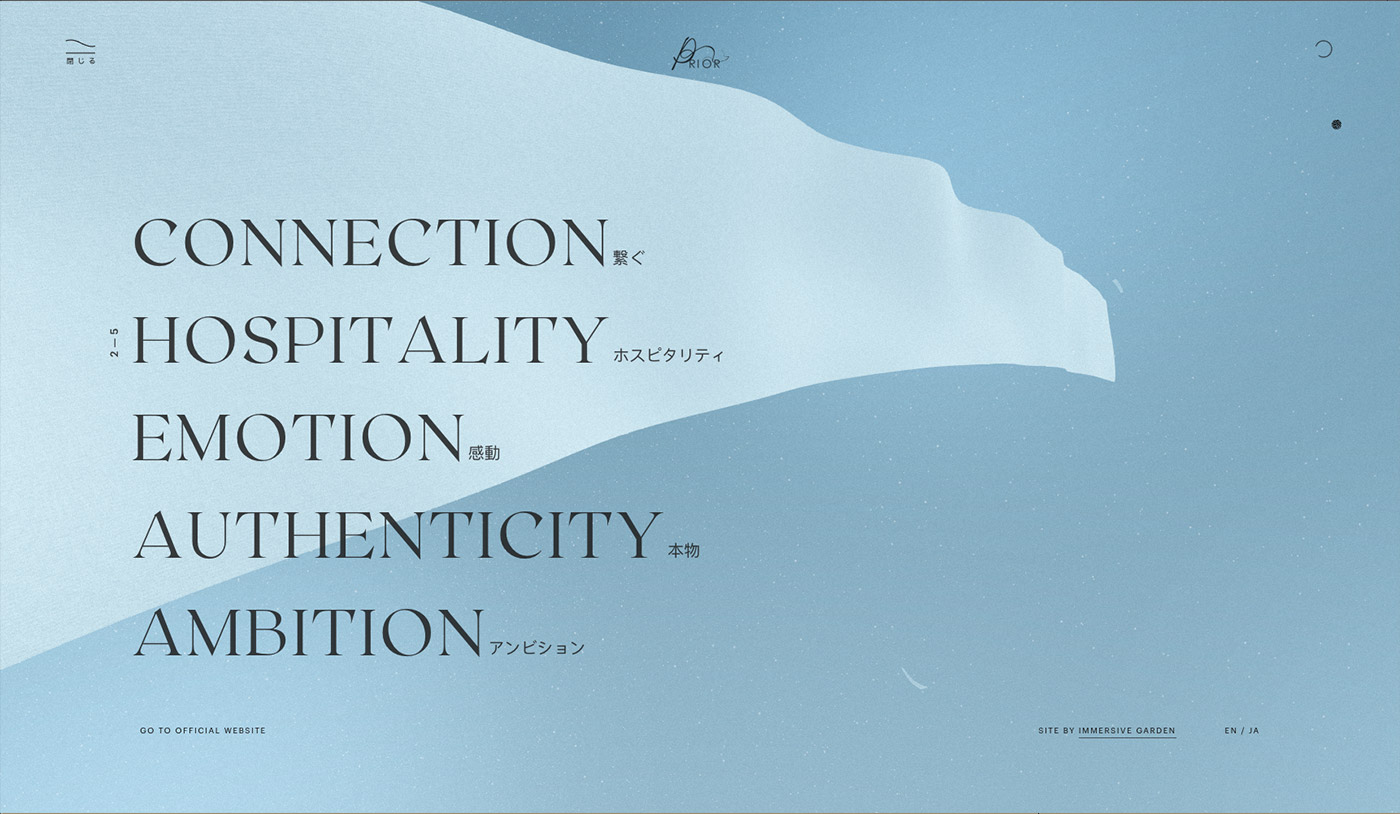 閉じる
PRIOR
CONNECTION 繋ぐ
2—5
HOSPITALITY ホスピタリティ
EMOTION 感動
AUTHENTICITY 本物
AMBITION アンビション
GO TO OFFICIAL WEBSITE
SITE BY IMMERSIVE GARDEN
EN / JA